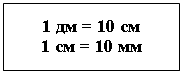 1 дм = 10 см
1 см = 10 мм